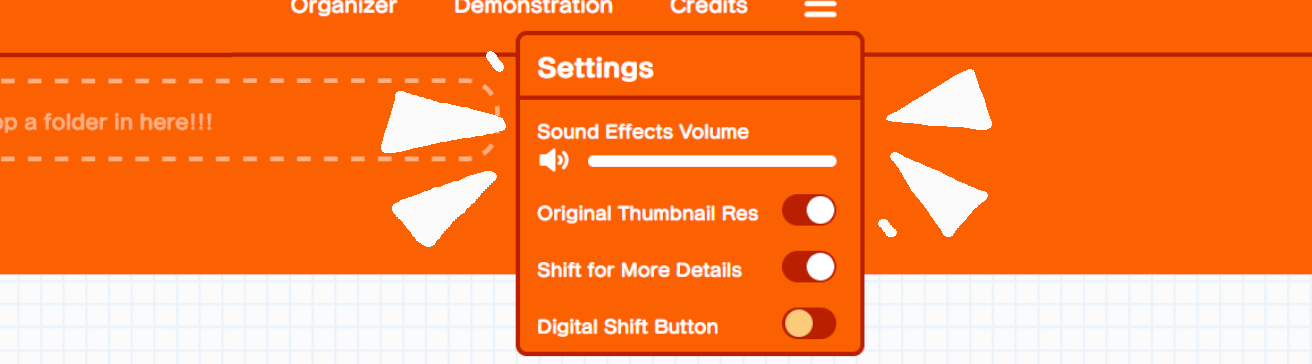 Organizer Demonstration Credits
Settings
a folder in here!!!
Sound Effects Volume
Original Thumbnail Res
Shift for More Details
Digital Shift Button